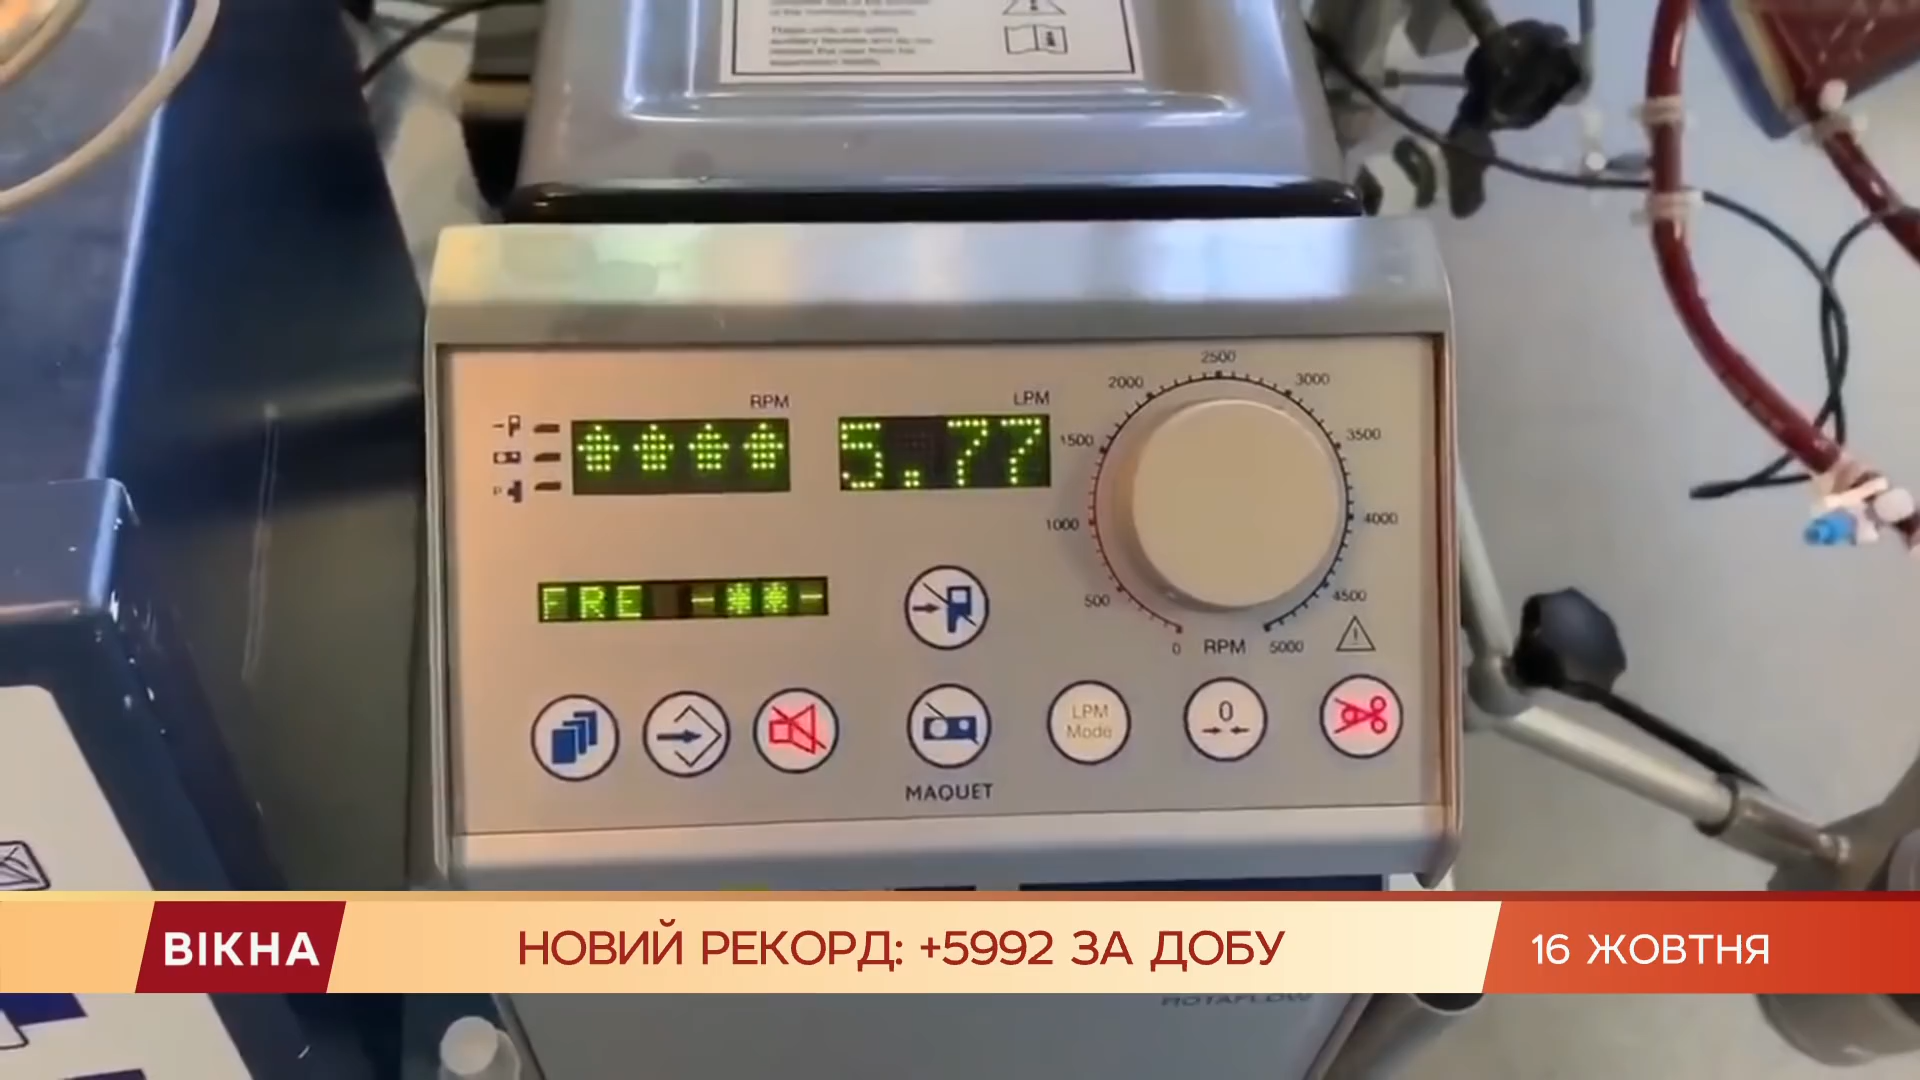 RPM
LPM
5.77
FRE -**-
0
500
1000
1500
2000
2500
3000
3500
4000
4500
5000
RPM
LPM
Mode
0
MAQUET
ВІКНА
НОВИЙ РЕКОРД: +5992 ЗА ДОБУ
16 ЖОВТНЯ
ROTAFLOW